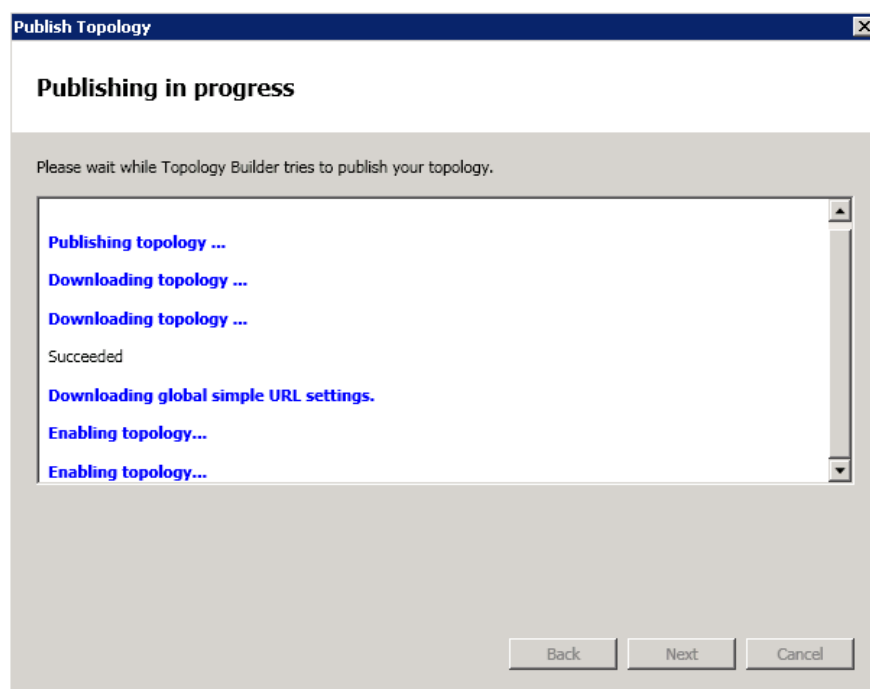 Publish Topology
Publishing in progress
Please wait while Topology Builder tries to publish your topology.
Publishing topology ...
Downloading topology ...
Downloading topology ...
Succeeded
Downloading global simple URL settings.
Enabling topology...
Enabling topology...
Back
Next
Cancel